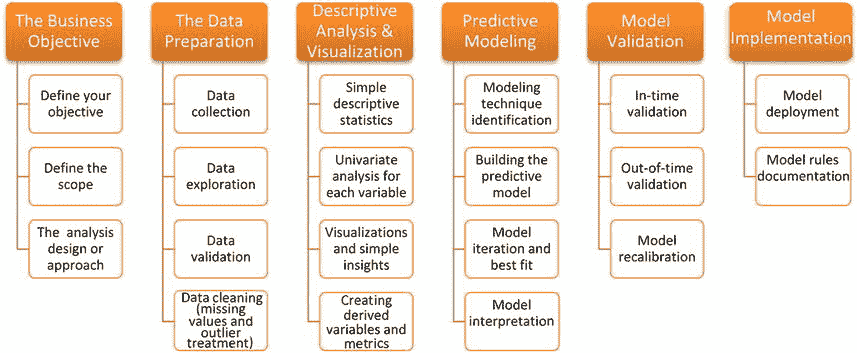 The Business
Objective
Define your
objective
Define the
scope
The analysis
design or
approach
The Data
Preparation
Data
collection
Data
exploration
Data
validation
Data cleaning
(missing
values and
outlier
treatment)
Descriptive
Analysis &
Visualization
Simple
descriptive
statistics
Univariate
analysis for
each variable
Visualizations
and simple
insights
Creating
derived
variables and
metrics
Predictive
Modeling
Modeling
technique
identification
Building the
predictive
model
Model
iteration and
best fit
Model
interpretation
Model
Validation
In-time
validation
Out-of-time
validation
Model
recalibration
Model
Implementation
Model
deployment
Model rules
documentation